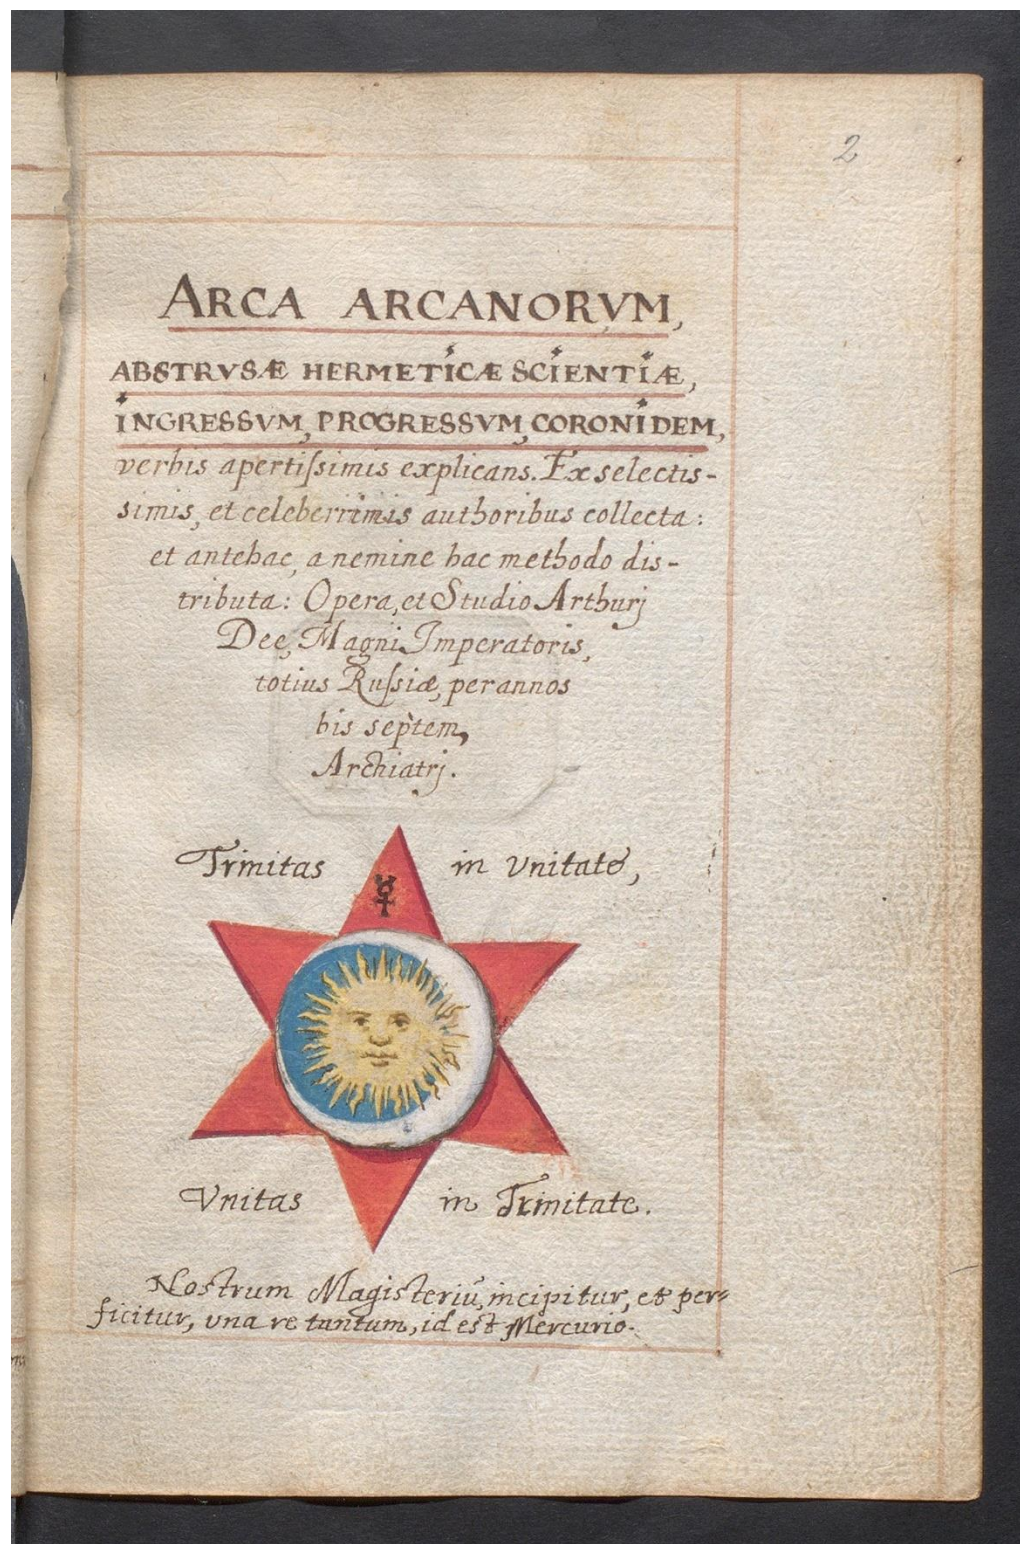 2
ARCA ARCANORVM,
ABSTRVSÆ HERMETICÆ SCIENTIÆ,
INGRESSVM, PROGRESSVM, CORONIDEM,
verbis apertiſsimis explicans. Ex selectis-
simis, et celeberrimis authoribus collecta:
et antehac, a nemine hac methodo dis-
tributa: Opera, et Studio Arthurj
Dee, Magni Imperatoris,
totius Ruſsiæ, per annos
bis septem,
Archiatrj.
Trinitas in Vnitate,
☿
Vnitas in Trinitate.
Nostrum Magisteriū, incipitur, et per-
ficitur, vna re tantum, id est Mercurio.